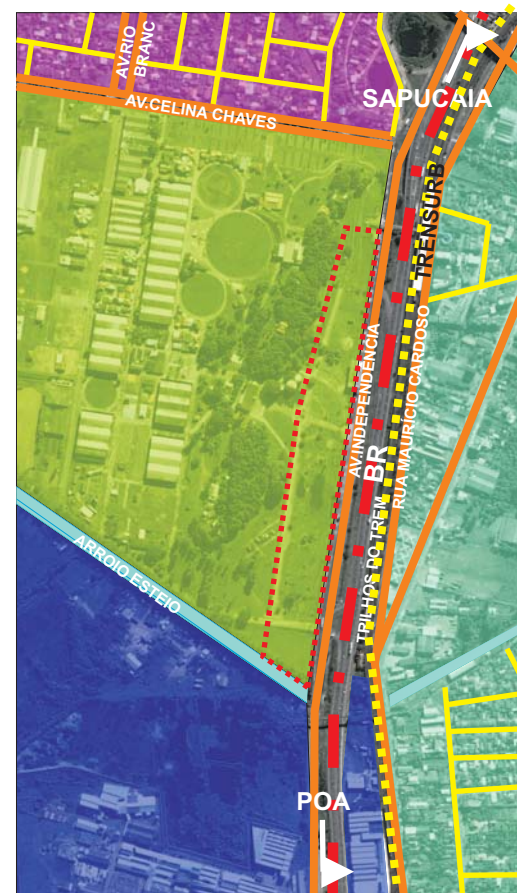 AV.RIO
BRANC
SAPUCAIA
AV.CELINA CHAVES
TRENSURB
AV.INDEPENDENCIA
RUA MAURÍCIO CARDOSO
BR
TRILHOS DO TREM
ARROIO ESTEIO
POA